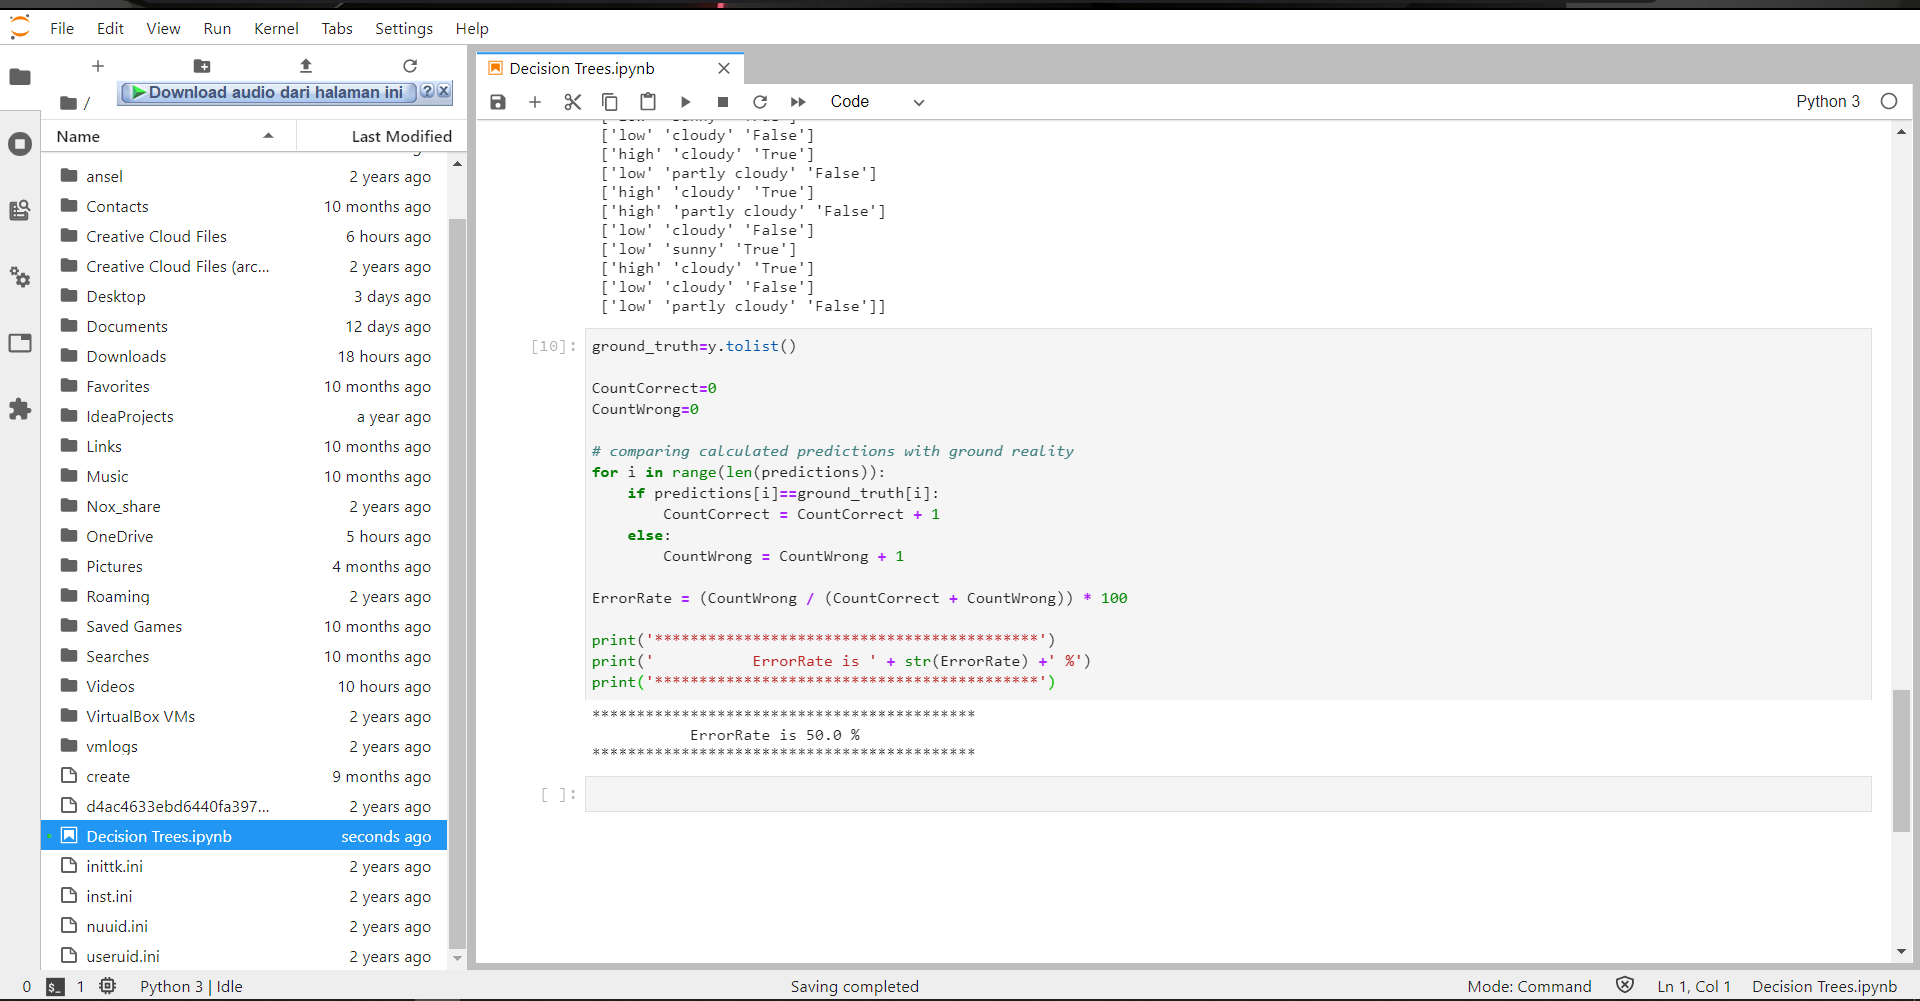 File Edit View Run Kernel Tabs Settings Help
Download audio dari halaman ini ? X
/
Name Last Modified
ansel 2 years ago
Contacts 10 months ago
Creative Cloud Files 6 hours ago
Creative Cloud Files (arc... 2 years ago
Desktop 3 days ago
Documents 12 days ago
Downloads 18 hours ago
Favorites 10 months ago
IdeaProjects a year ago
Links 10 months ago
Music 10 months ago
Nox_share 2 years ago
OneDrive 5 hours ago
Pictures 4 months ago
Roaming 2 years ago
Saved Games 10 months ago
Searches 10 months ago
Videos 10 hours ago
VirtualBox VMs 2 years ago
vmlogs 2 years ago
create 9 months ago
d4ac4633ebd6440fa397... 2 years ago
Decision Trees.ipynb seconds ago
inittk.ini 2 years ago
inst.ini 2 years ago
nuuid.ini 2 years ago
useruid.ini 2 years ago
Decision Trees.ipynb
Code Python 3
['low' 'cloudy' 'False']
['high' 'cloudy' 'True']
['low' 'partly cloudy' 'False']
['high' 'cloudy' 'True']
['high' 'partly cloudy' 'False']
['low' 'cloudy' 'False']
['low' 'sunny' 'True']
['high' 'cloudy' 'True']
['low' 'cloudy' 'False']
['low' 'partly cloudy' 'False']]
[10]: ground_truth=y.tolist()
CountCorrect=0
CountWrong=0
# comparing calculated predictions with ground reality
for i in range(len(predictions)):
    if predictions[i]==ground_truth[i]:
        CountCorrect = CountCorrect + 1
    else:
        CountWrong = CountWrong + 1
ErrorRate = (CountWrong / (CountCorrect + CountWrong)) * 100
print('*******************************************')
print('           ErrorRate is ' + str(ErrorRate) +' %')
print('*******************************************')
*******************************************
           ErrorRate is 50.0 %
*******************************************
[ ]:
0 $_ 1 Python 3 | Idle Saving completed Mode: Command Ln 1, Col 1 Decision Trees.ipynb